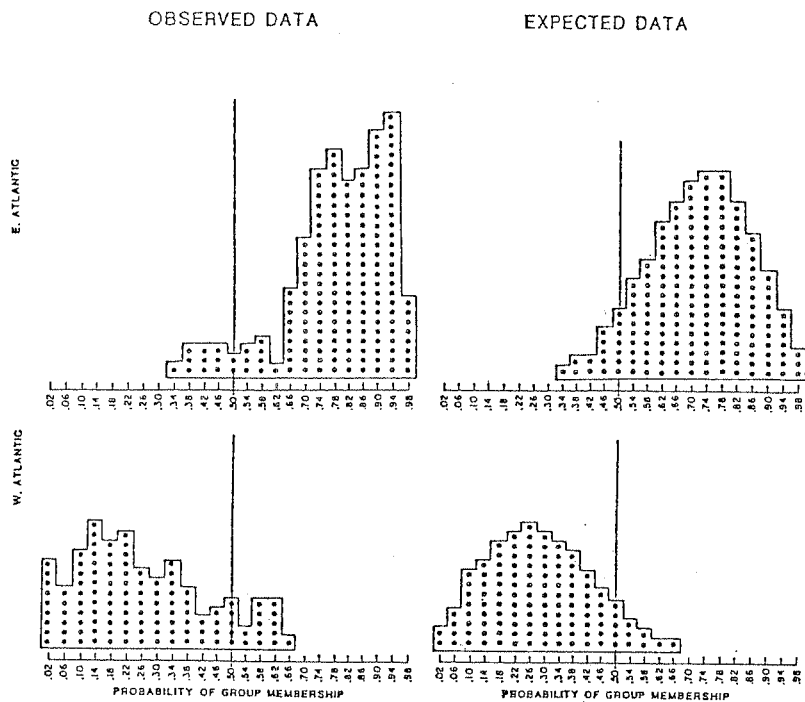 OBSERVED DATA
EXPECTED DATA
E. ATLANTIC
.02 .06 .10 .14 .18 .22 .26 .30 .34 .38 .42 .46 .50 .54 .58 .62 .66 .70 .74 .78 .82 .86 .90 .94 .98
.02 .06 .10 .14 .18 .22 .26 .30 .34 .38 .42 .46 .50 .54 .58 .62 .66 .70 .74 .78 .82 .86 .90 .94 .98
W. ATLANTIC
.02 .06 .10 .14 .18 .22 .26 .30 .34 .38 .42 .46 .50 .54 .58 .62 .66 .70 .74 .78 .82 .86 .90 .94 .98
PROBABILITY OF GROUP MEMBERSHIP
.02 .06 .10 .14 .18 .22 .26 .30 .34 .38 .42 .46 .50 .54 .58 .62 .66 .70 .74 .78 .82 .86 .90 .94 .98
PROBABILITY OF GROUP MEMBERSHIP